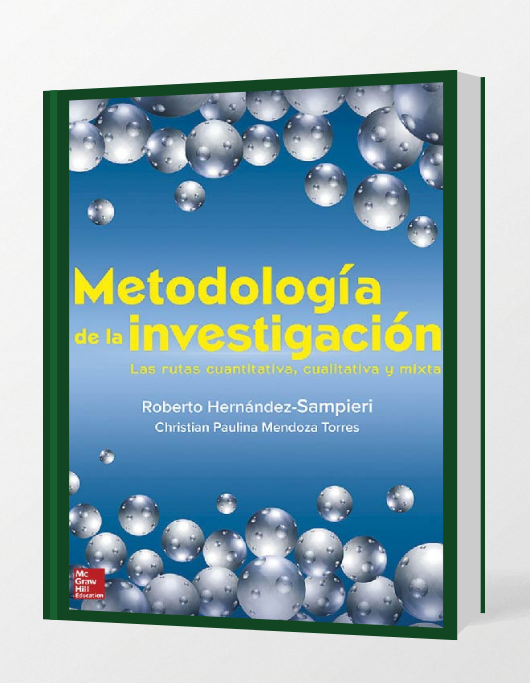 Metodología
de la investigación
Las rutas cuantitativa, cualitativa y mixta
Roberto Hernández-Sampieri
Christian Paulina Mendoza Torres
Mc
Graw
Hill
Education